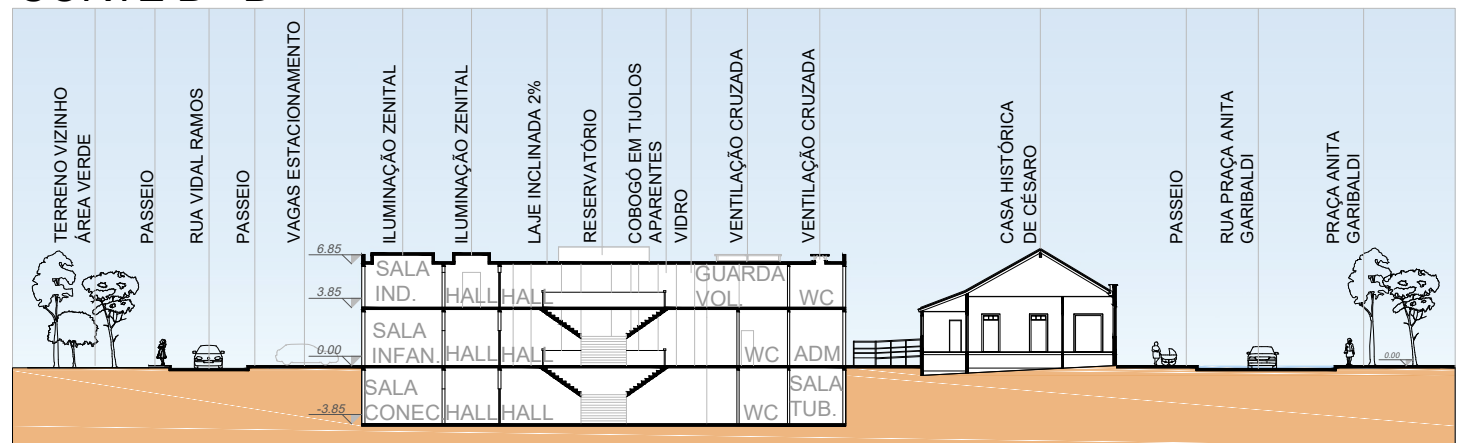 TERRENO VIZINHO
ÁREA VERDE
PASSEIO
RUA VIDAL RAMOS
PASSEIO
VAGAS ESTACIONAMENTO
ILUMINAÇÃO ZENITAL
ILUMINAÇÃO ZENITAL
LAJE INCLINADA 2%
RESERVATÓRIO
COBOGÓ EM TIJOLOS
APARENTES
VIDRO
VENTILAÇÃO CRUZADA
VENTILAÇÃO CRUZADA
CASA HISTÓRICA
DE CÉSARO
PASSEIO
RUA PRAÇA ANITA
GARIBALDI
PRAÇA ANITA
GARIBALDI
6.85
SALA
IND.
HALL
HALL
GUARDA
VOL.
WC
3.85
SALA
INFAN.
HALL
HALL
WC
ADM
0.00
0.00
SALA
CONEC.
HALL
HALL
WC
SALA
TUB.
-3.85